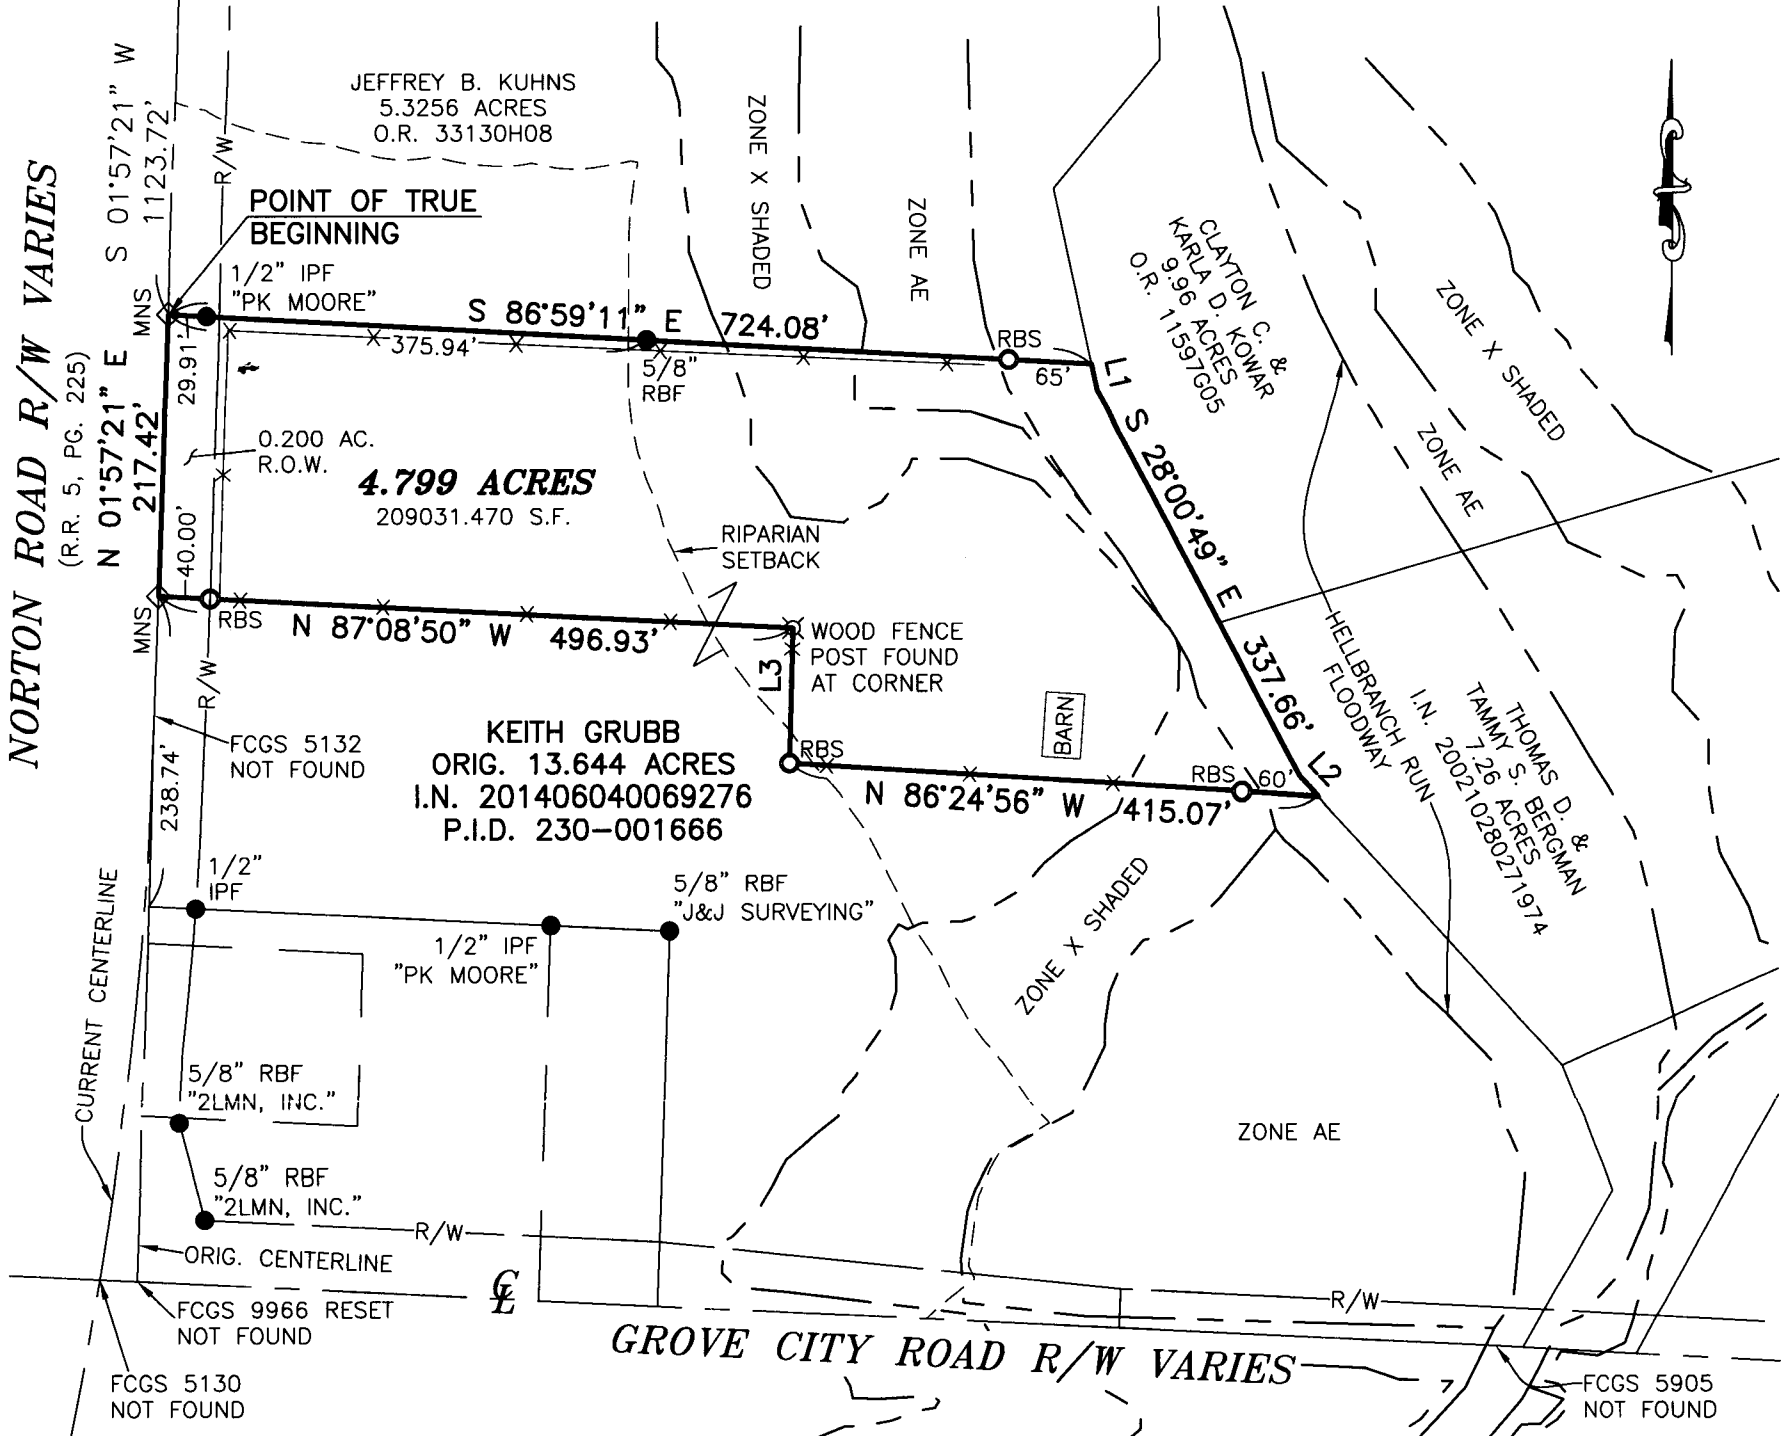 NORTON ROAD R/W VARIES
(R.R. 5, PG. 225)
N 01°57'21" E
217.42'
S 01°57'21" W
1123.72'
R/W
JEFFREY B. KUHNS
5.3256 ACRES
O.R. 33130H08
POINT OF TRUE
BEGINNING
1/2" IPF
"PK MOORE"
MNS
29.91'
S 86°59'11" E 724.08'
375.94'
5/8"
RBF
RBS
65'
L1
ZONE X SHADED
ZONE AE
CLAYTON C. &
KARLA D. KOWAR
9.96 ACRES
O.R. 11597G05
ZONE X SHADED
ZONE AE
0.200 AC.
R.O.W.
4.799 ACRES
209031.470 S.F.
40.00'
RIPARIAN
SETBACK
S 28°00'49" E 337.66'
MNS
RBS
N 87°08'50" W 496.93'
WOOD FENCE
POST FOUND
AT CORNER
L3
R/W
HELLBRANCH RUN
FLOODWAY
THOMAS D. &
TAMMY S. BERGMAN
7.26 ACRES
I.N. 200210280271974
BARN
L2
FCGS 5132
NOT FOUND
238.74'
KEITH GRUBB
ORIG. 13.644 ACRES
I.N. 201406040069276
P.I.D. 230-001666
RBS
N 86°24'56" W 415.07'
RBS
60'
1/2"
IPF
5/8" RBF
"J&J SURVEYING"
1/2" IPF
"PK MOORE"
ZONE X SHADED
CURRENT CENTERLINE
5/8" RBF
"2LMN, INC."
5/8" RBF
"2LMN, INC."
ZONE AE
R/W
ORIG. CENTERLINE
CL
R/W
FCGS 9966 RESET
NOT FOUND
GROVE CITY ROAD R/W VARIES
FCGS 5130
NOT FOUND
FCGS 5905
NOT FOUND